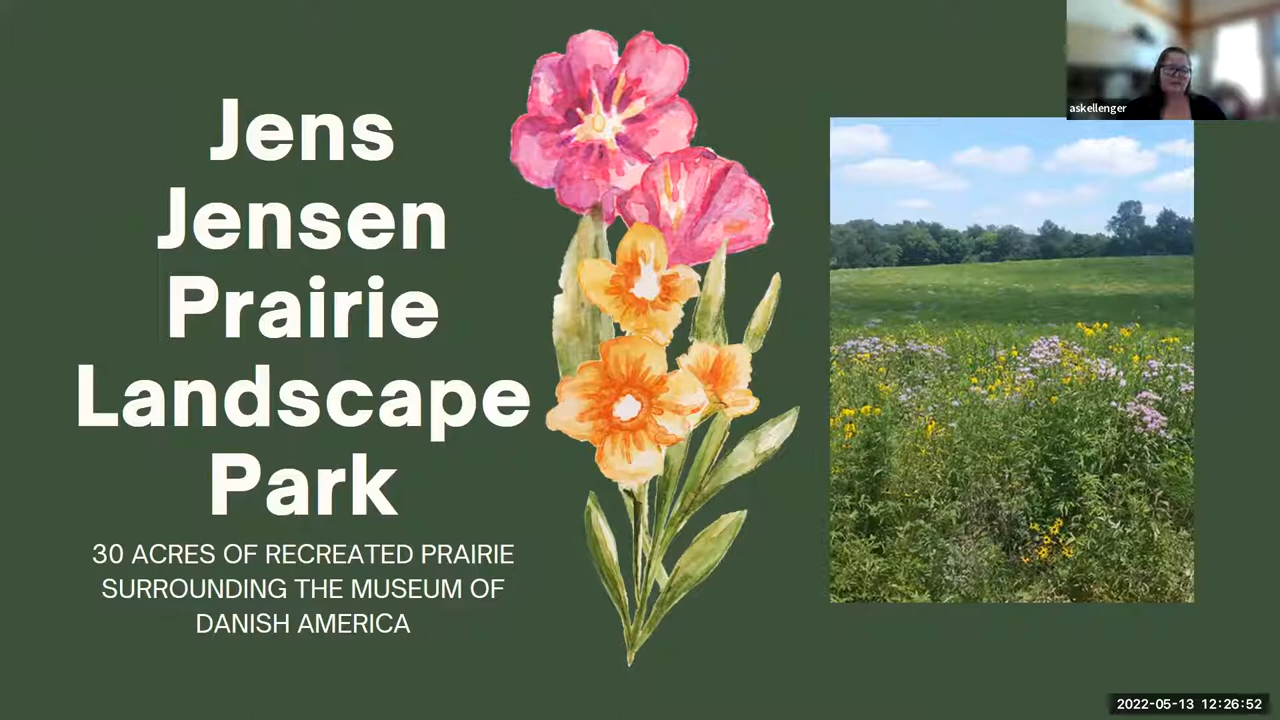 Jens
Jensen
Prairie
Landscape
Park
30 ACRES OF RECREATED PRAIRIE
SURROUNDING THE MUSEUM OF
DANISH AMERICA
askellenger
2022-05-13 12:26:52